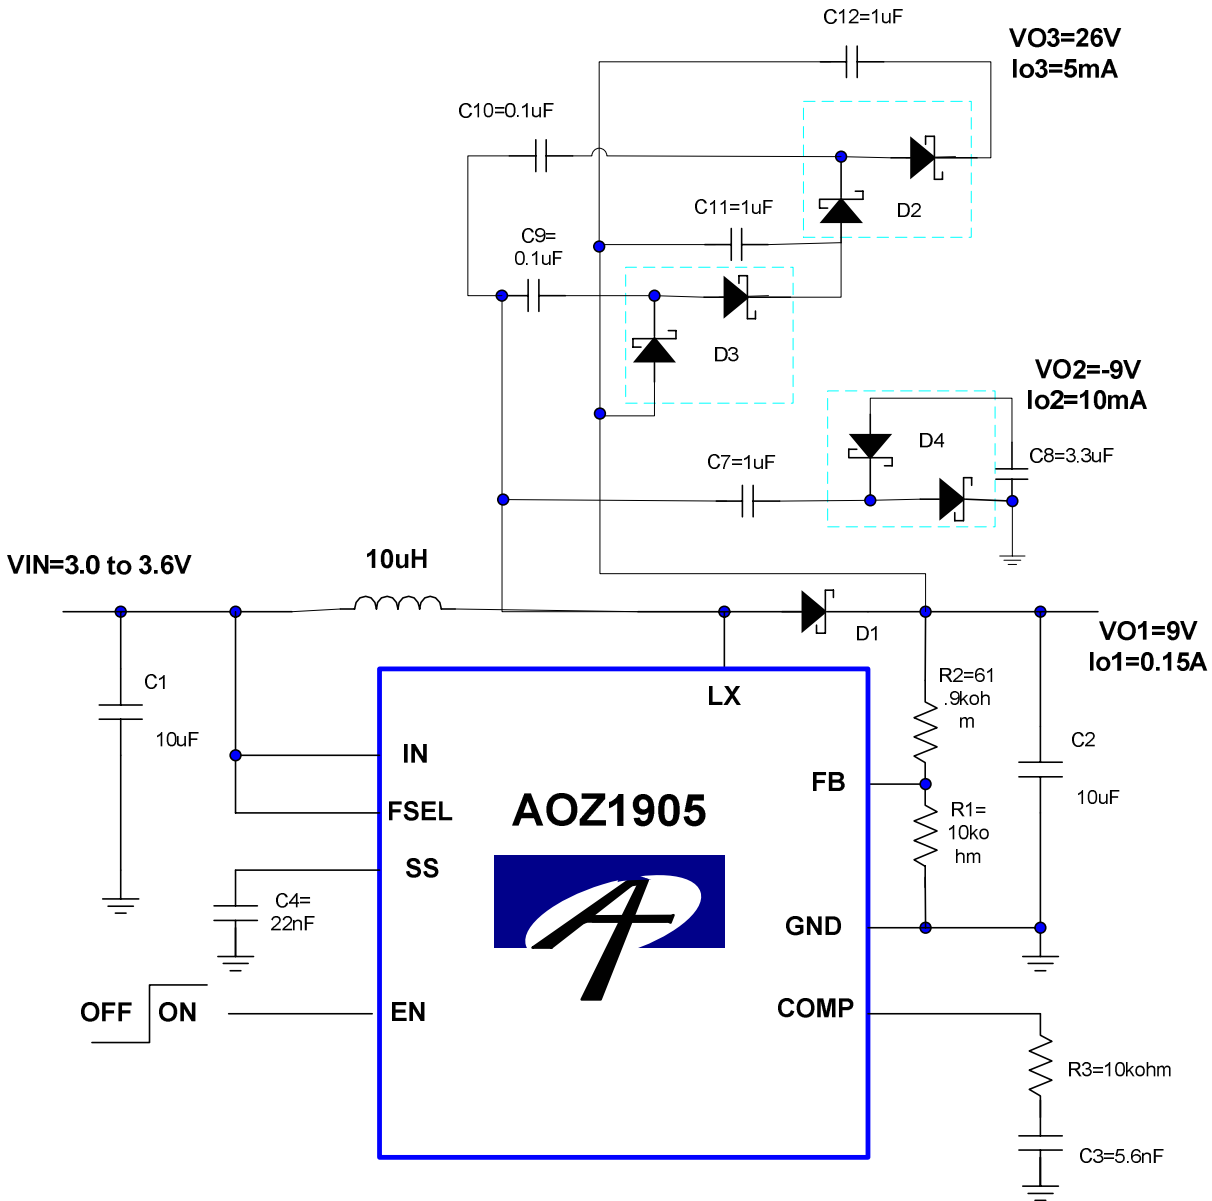 C12=1uF
VO3=26V
Io3=5mA
C10=0.1uF
C11=1uF
D2
C9=
0.1uF
D3
VO2=-9V
Io2=10mA
D4
C7=1uF
C8=3.3uF
VIN=3.0 to 3.6V
10uH
D1
VO1=9V
Io1=0.15A
C1
10uF
LX
R2=61
.9koh
m
C2
10uF
IN
FB
FSEL
AOZ1905
R1=
10ko
hm
SS
C4=
22nF
GND
OFF
ON
EN
COMP
R3=10kohm
C3=5.6nF